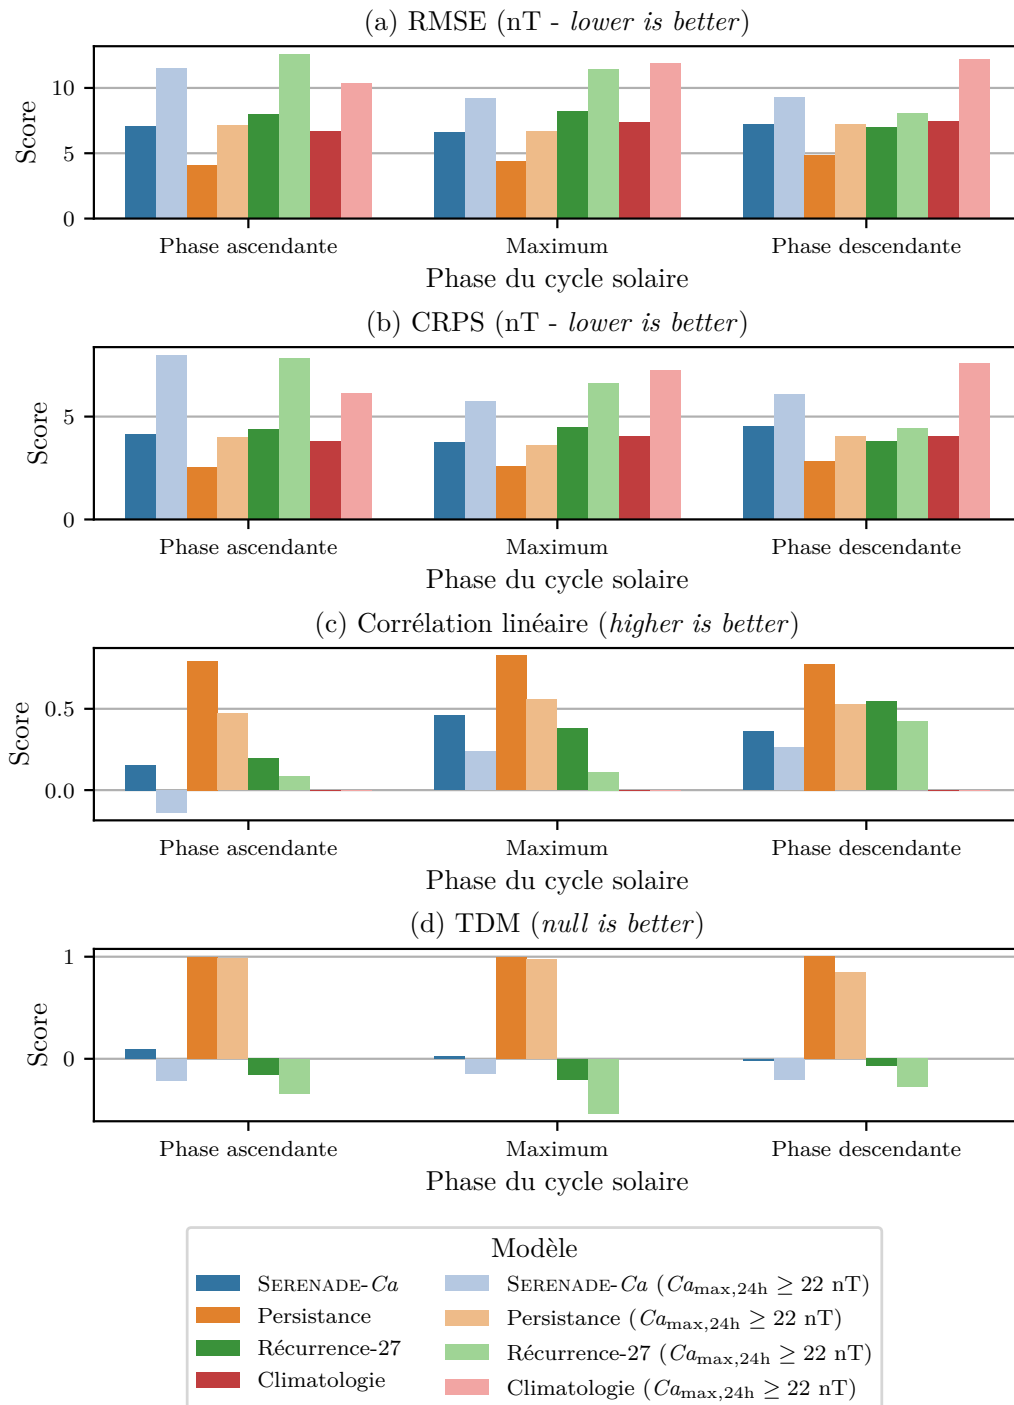 (a) RMSE (nT - lower is better)
10
5
0
Score
Phase ascendante Maximum Phase descendante
Phase du cycle solaire
(b) CRPS (nT - lower is better)
5
0
Score
Phase ascendante Maximum Phase descendante
Phase du cycle solaire
(c) Corrélation linéaire (higher is better)
0.5
0.0
Score
Phase ascendante Maximum Phase descendante
Phase du cycle solaire
(d) TDM (null is better)
1
0
Score
Phase ascendante Maximum Phase descendante
Phase du cycle solaire
Modèle
SERENADE-Ca
Persistance
Récurrence-27
Climatologie
SERENADE-Ca (Ca_max,24h ≥ 22 nT)
Persistance (Ca_max,24h ≥ 22 nT)
Récurrence-27 (Ca_max,24h ≥ 22 nT)
Climatologie (Ca_max,24h ≥ 22 nT)